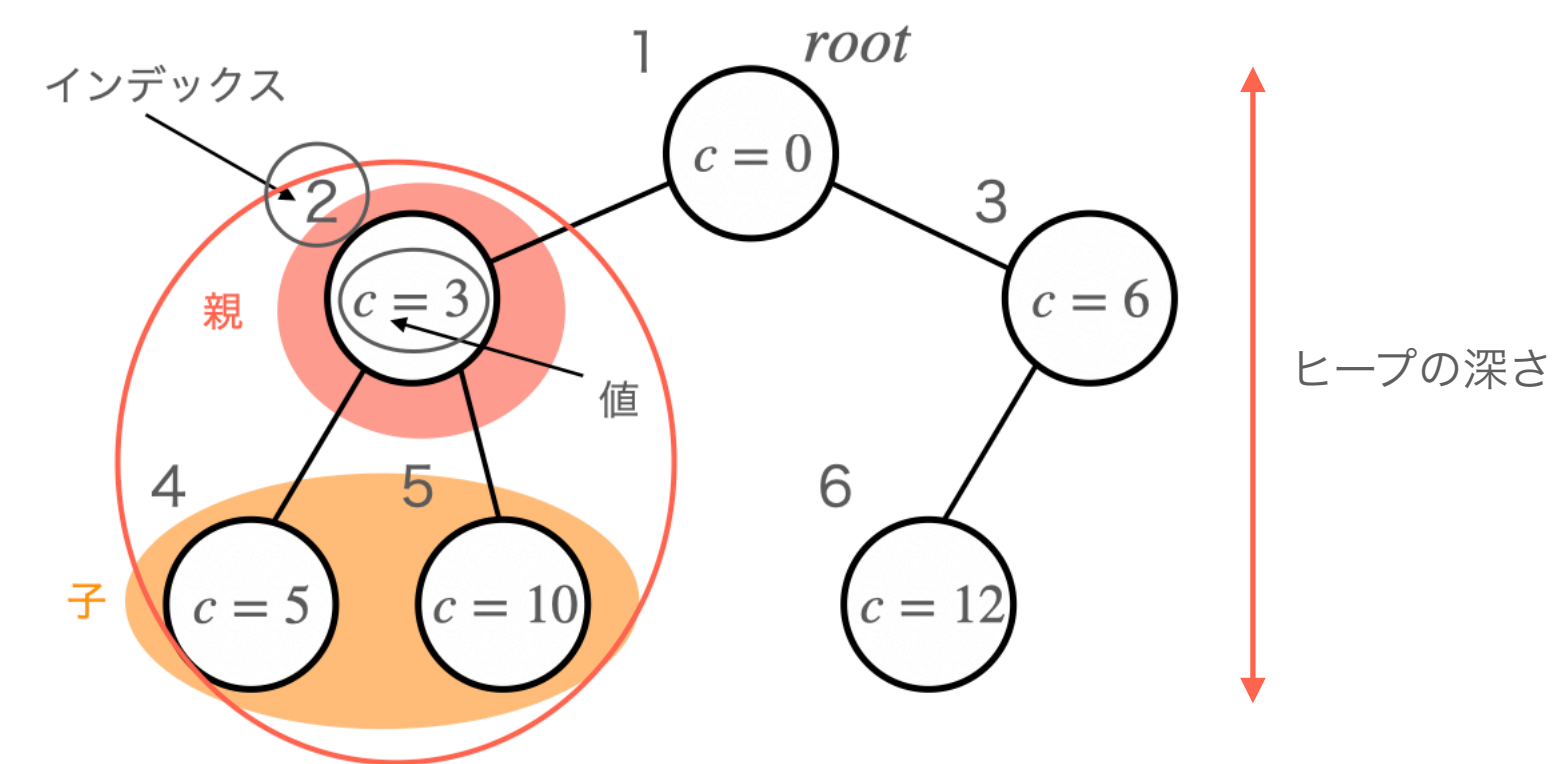 1
root
インデックス
c = 0
2
3
親
c = 3
c = 6
値
ヒープの深さ
4
5
6
子
c = 5
c = 10
c = 12